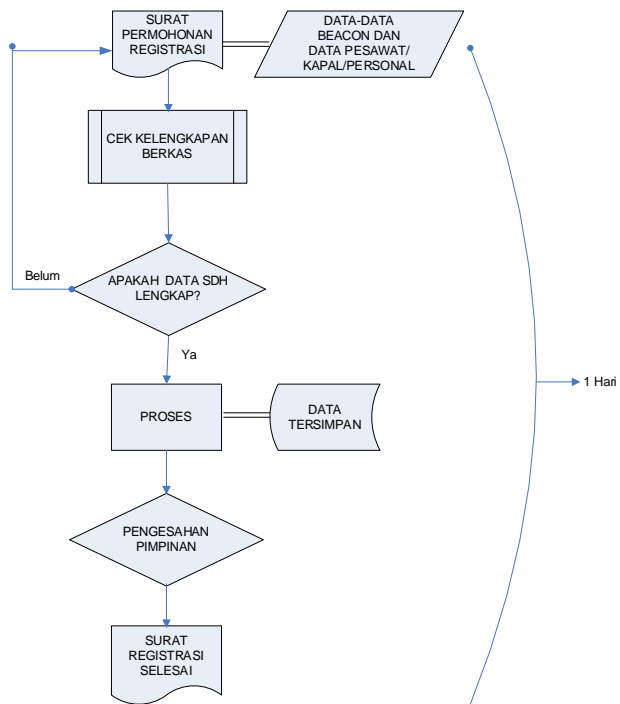 SURAT
PERMOHONAN
REGISTRASI
DATA-DATA
BEACON DAN
DATA PESAWAT/
KAPAL/PERSONAL
CEK KELENGKAPAN
BERKAS
Belum
APAKAH DATA SDH
LENGKAP?
Ya
1 Hari
PROSES
DATA
TERSIMPAN
PENGESAHAN
PIMPINAN
SURAT
REGISTRASI
SELESAI